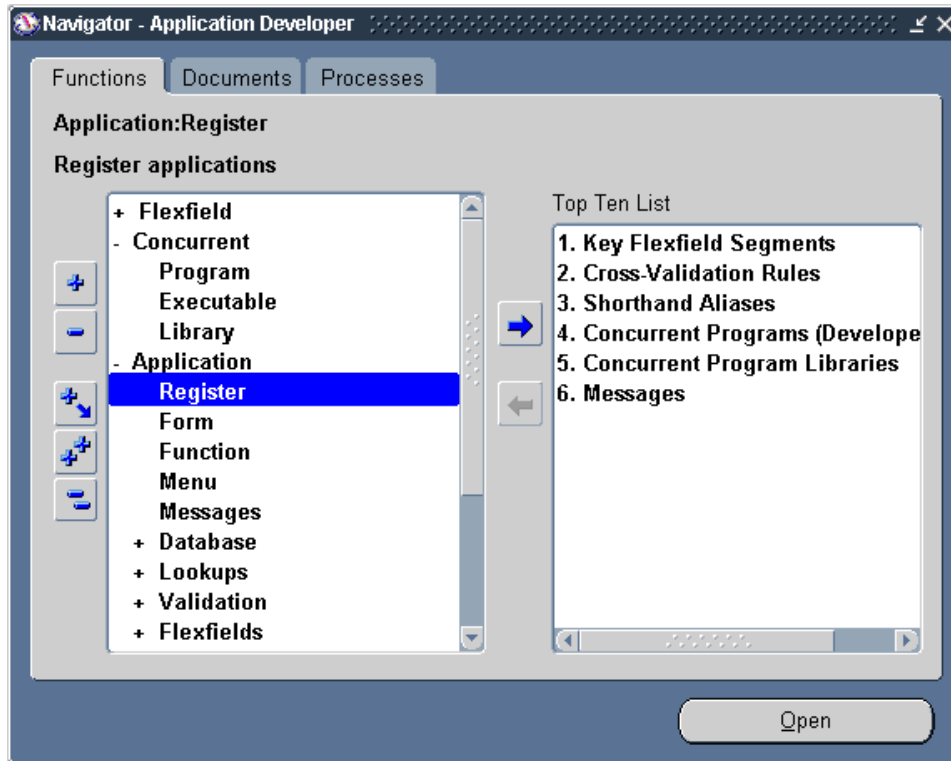 Navigator - Application Developer
Functions Documents Processes
Application:Register
Register applications
+ Flexfield
- Concurrent
Program
Executable
Library
- Application
Register
Form
Function
Menu
Messages
+ Database
+ Lookups
+ Validation
+ Flexfields
Top Ten List
1. Key Flexfield Segments
2. Cross-Validation Rules
3. Shorthand Aliases
4. Concurrent Programs (Develope
5. Concurrent Program Libraries
6. Messages
Open